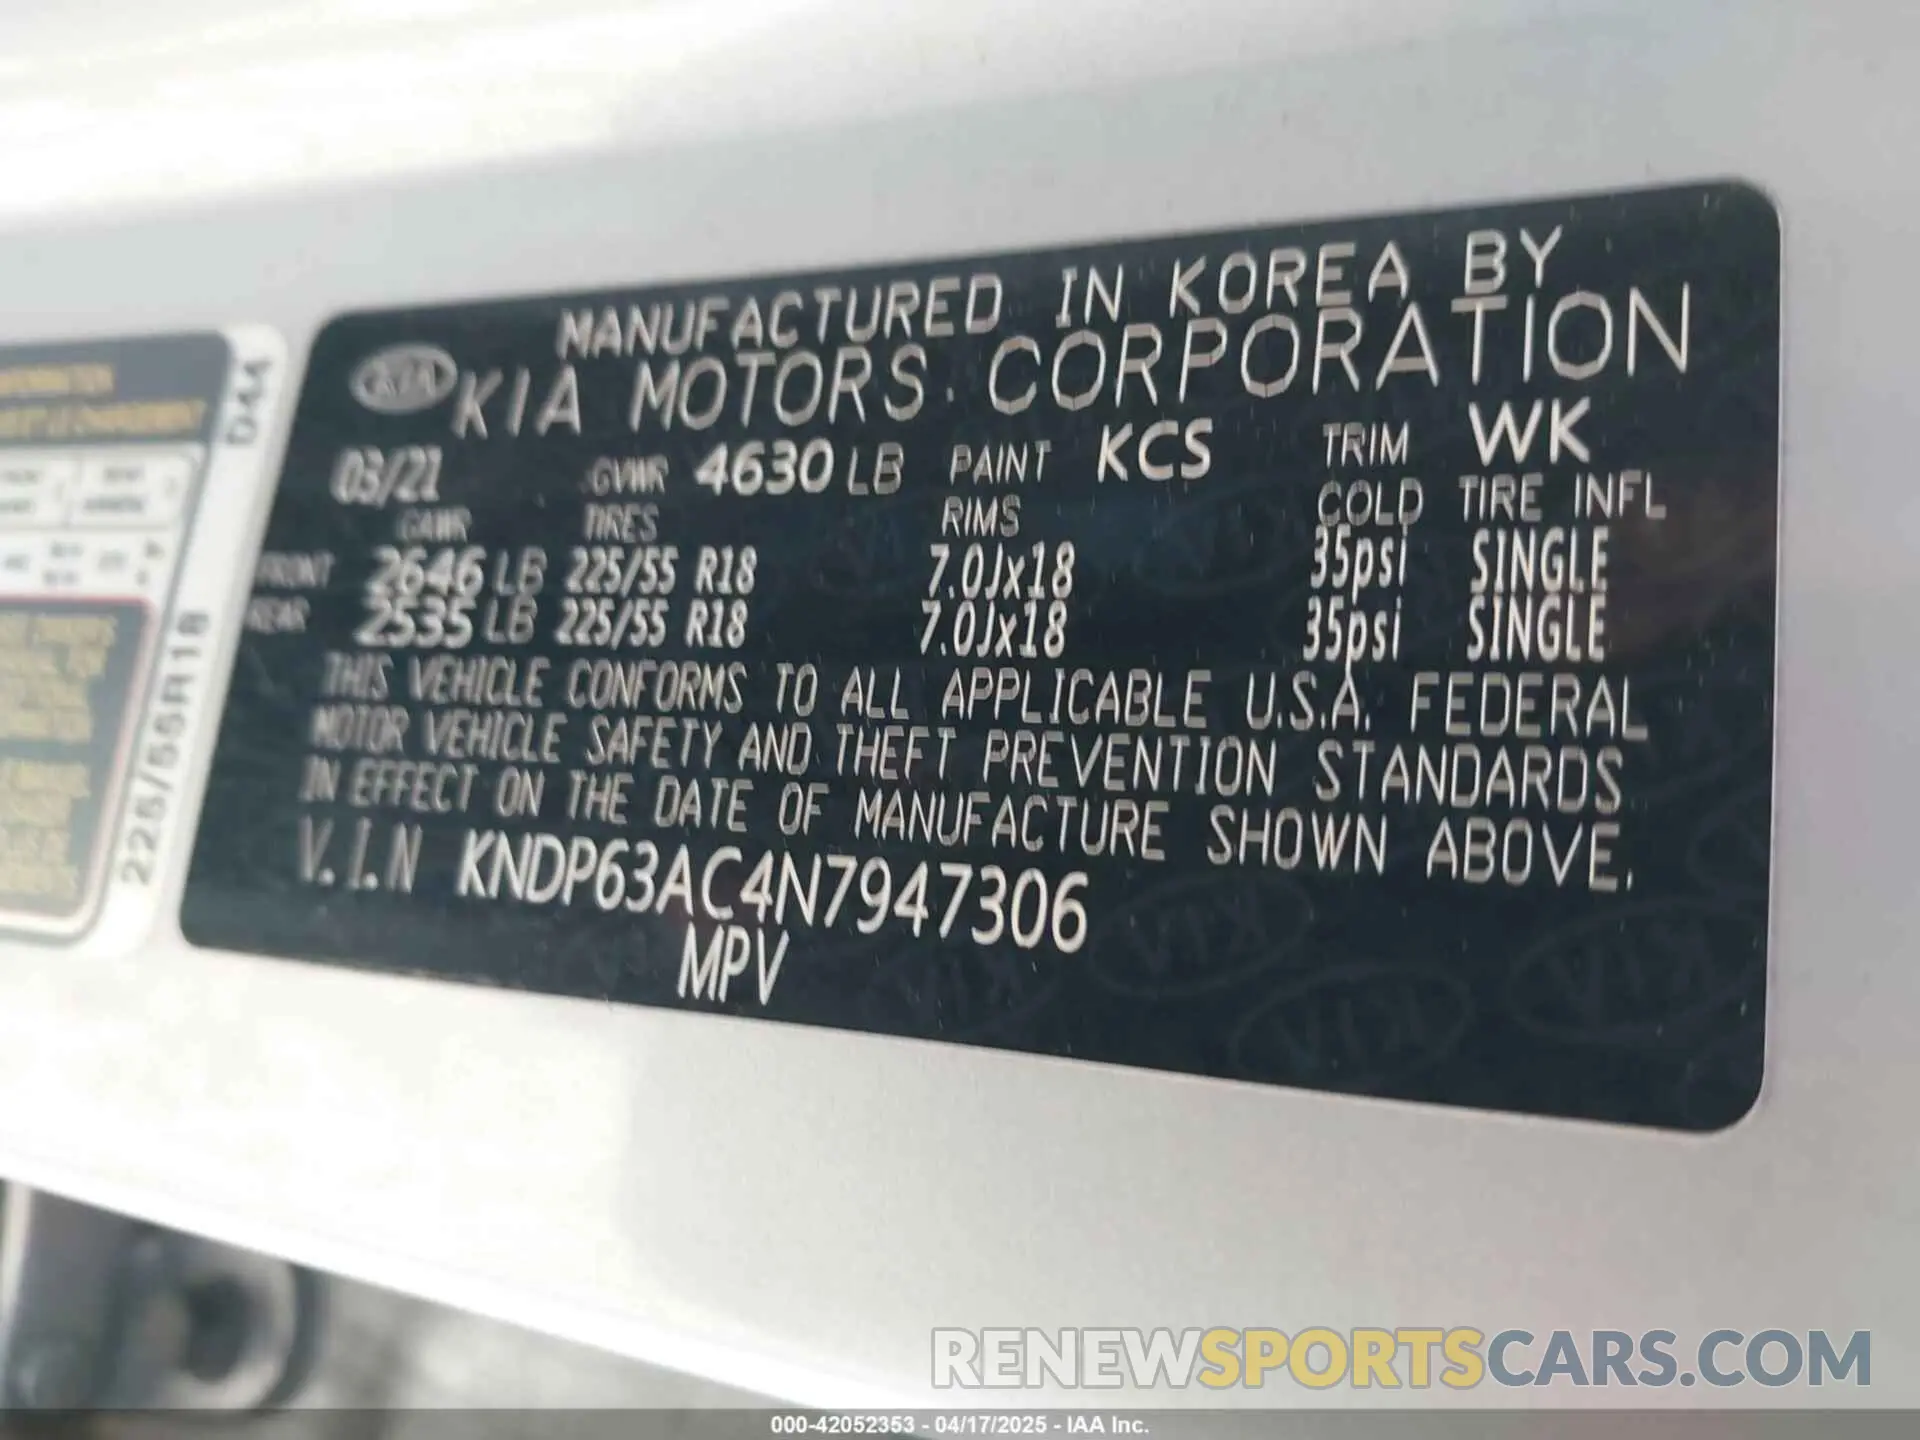 MANUFACTURED IN KOREA BY
KIA KIA MOTORS CORPORATION
03/21 GVWR 4630 LB PAINT KCS TRIM WK
GAWR TIRES RIMS COLD TIRE INFL
FRONT 2646 LB 225/55 R18 7.0Jx18 35psi SINGLE
REAR 2535 LB 225/55 R18 7.0Jx18 35psi SINGLE
THIS VEHICLE CONFORMS TO ALL APPLICABLE U.S.A. FEDERAL
MOTOR VEHICLE SAFETY AND THEFT PREVENTION STANDARDS
IN EFFECT ON THE DATE OF MANUFACTURE SHOWN ABOVE.
V.I.N KNDP63AC4N7947306
MPV
D44
225/55R18
RENEWSPORTSCARS.COM
000-42052353 - 04/17/2025 - IAA Inc.